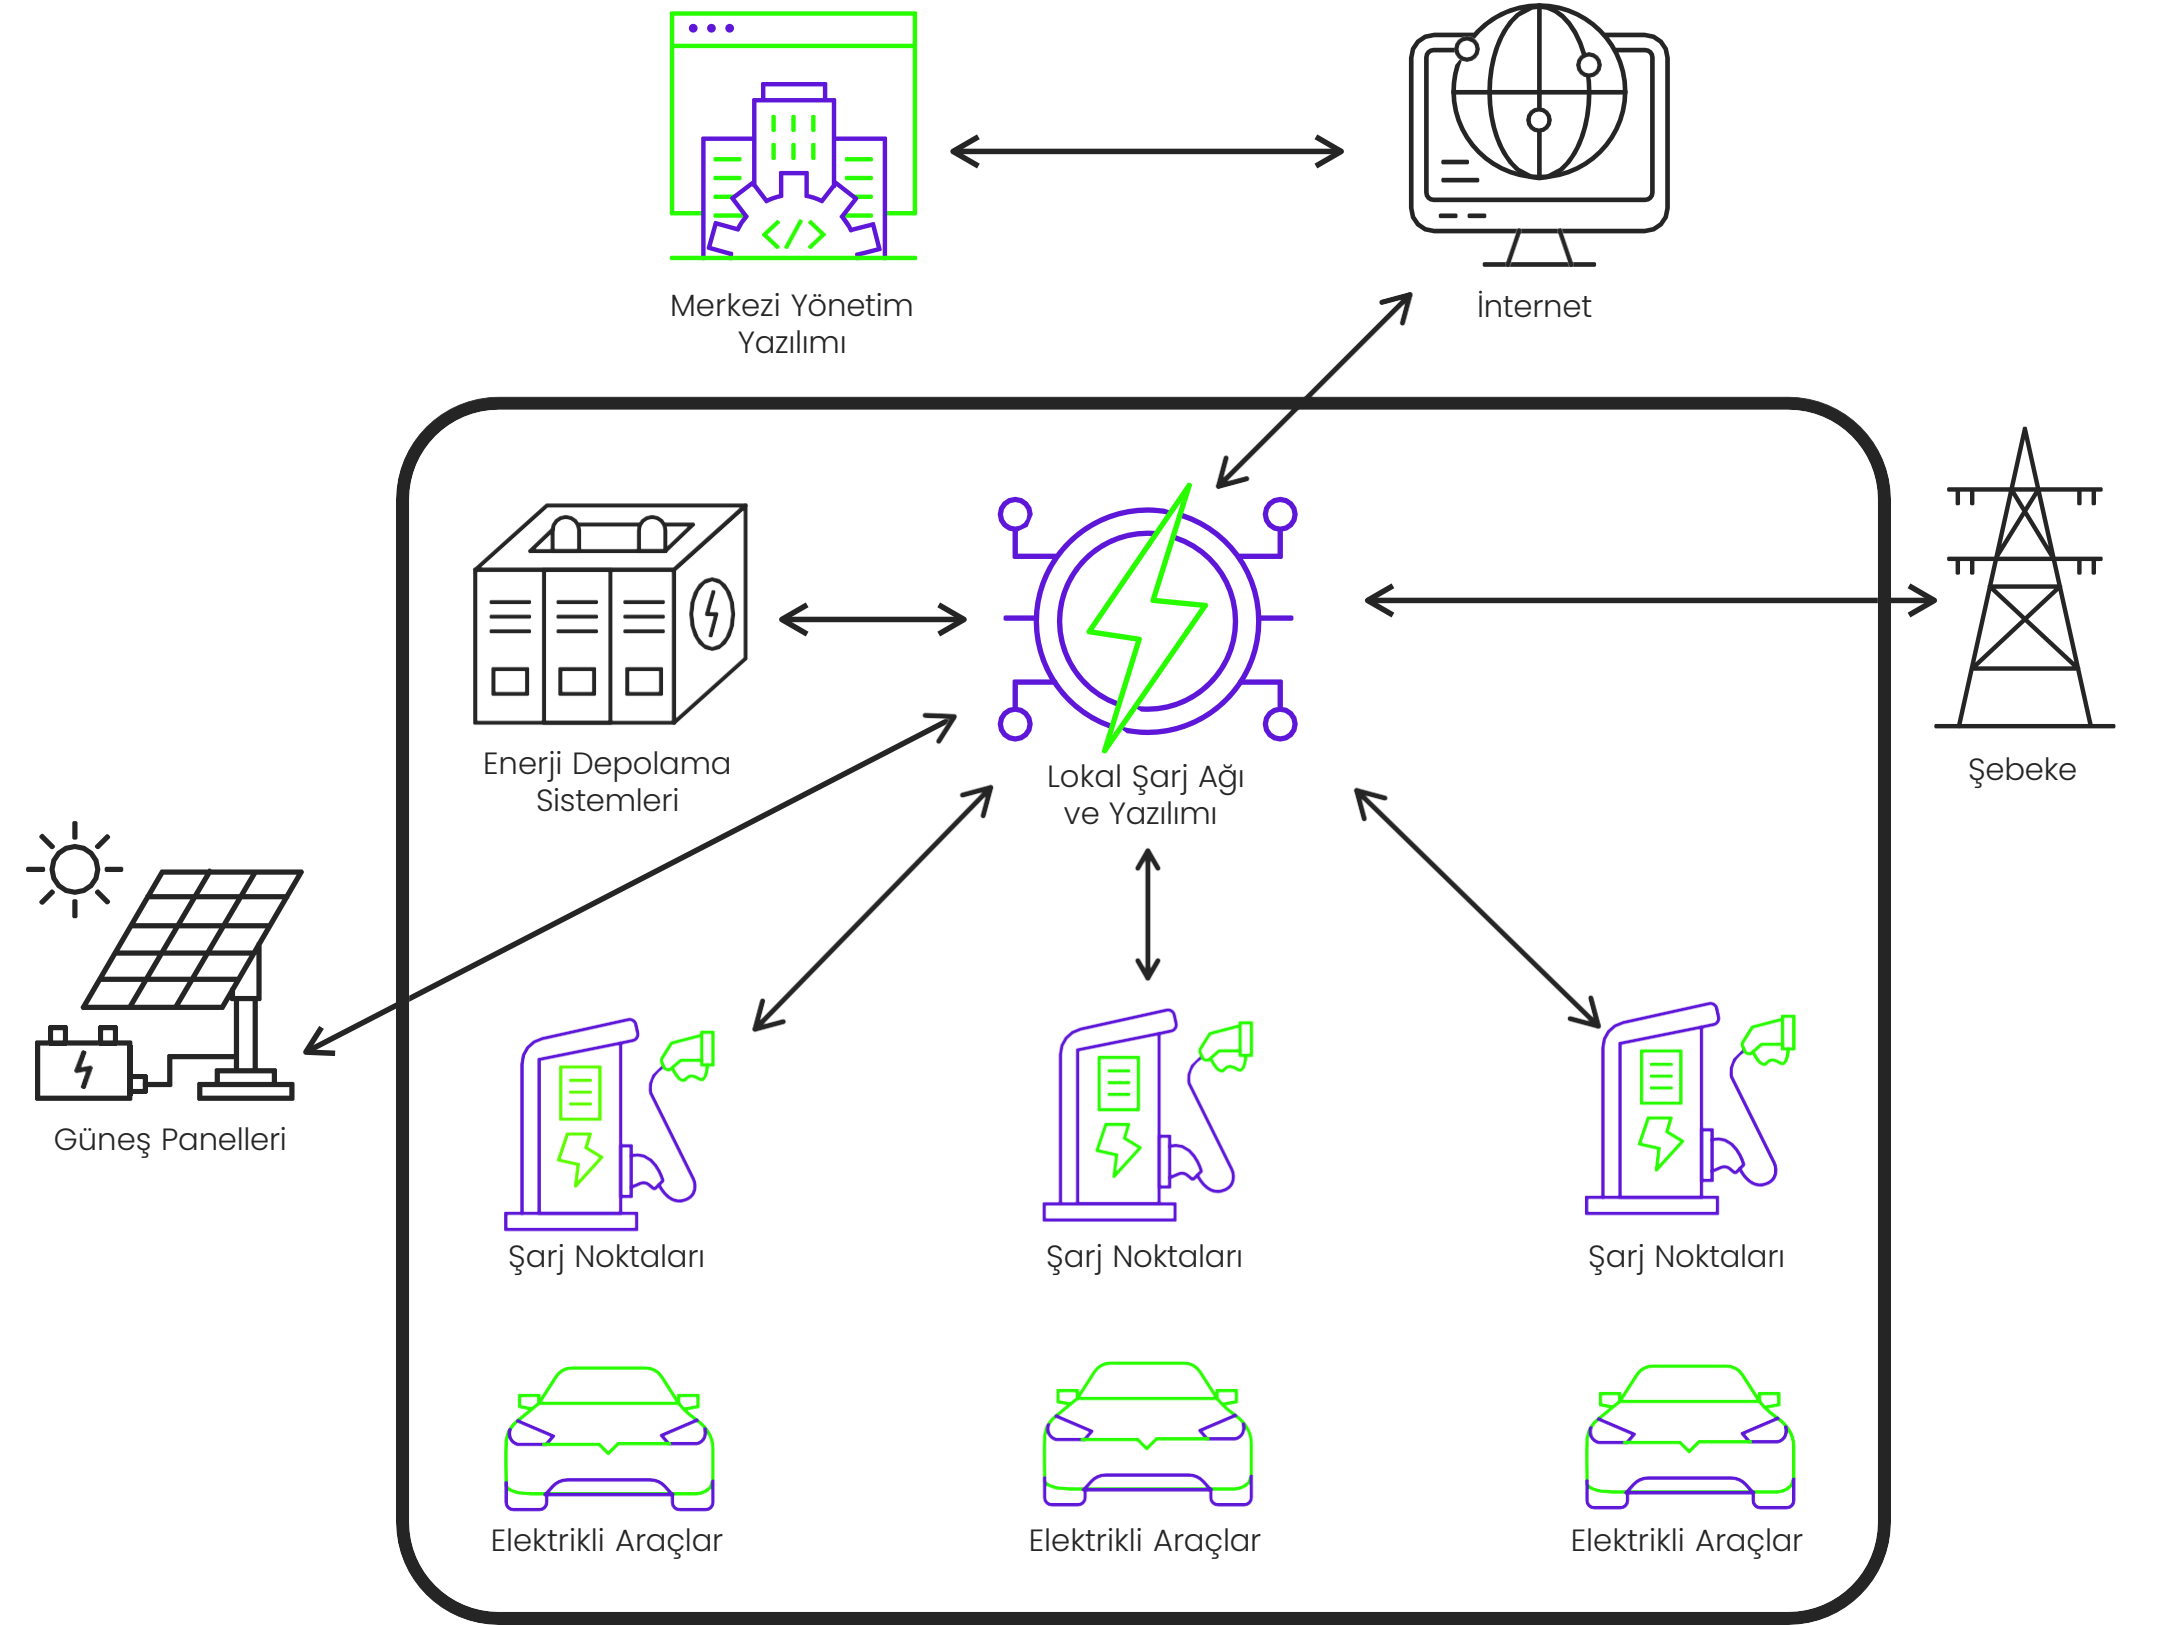 Merkezi Yönetim
Yazılımı
İnternet
Enerji Depolama
Sistemleri
Lokal Şarj Ağı
ve Yazılımı
Şebeke
Güneş Panelleri
Şarj Noktaları
Şarj Noktaları
Şarj Noktaları
Elektrikli Araçlar
Elektrikli Araçlar
Elektrikli Araçlar